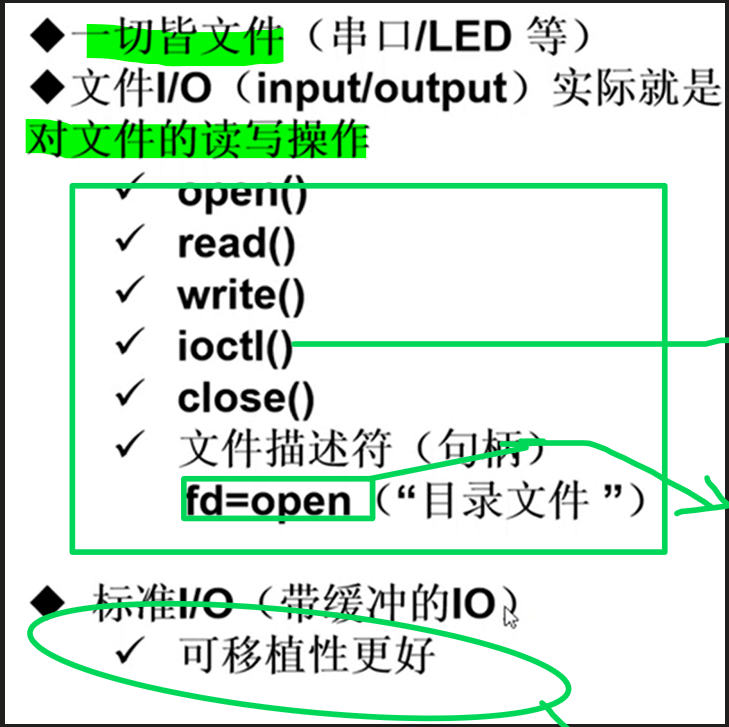 ◆一切皆文件（串口/LED 等）
◆文件I/O（input/output）实际就是
对文件的读写操作
✓ open()
✓ read()
✓ write()
✓ ioctl()
✓ close()
✓ 文件描述符（句柄）
fd=open（“目录文件 ”）
◆ 标准I/O（带缓冲的IO）
✓ 可移植性更好